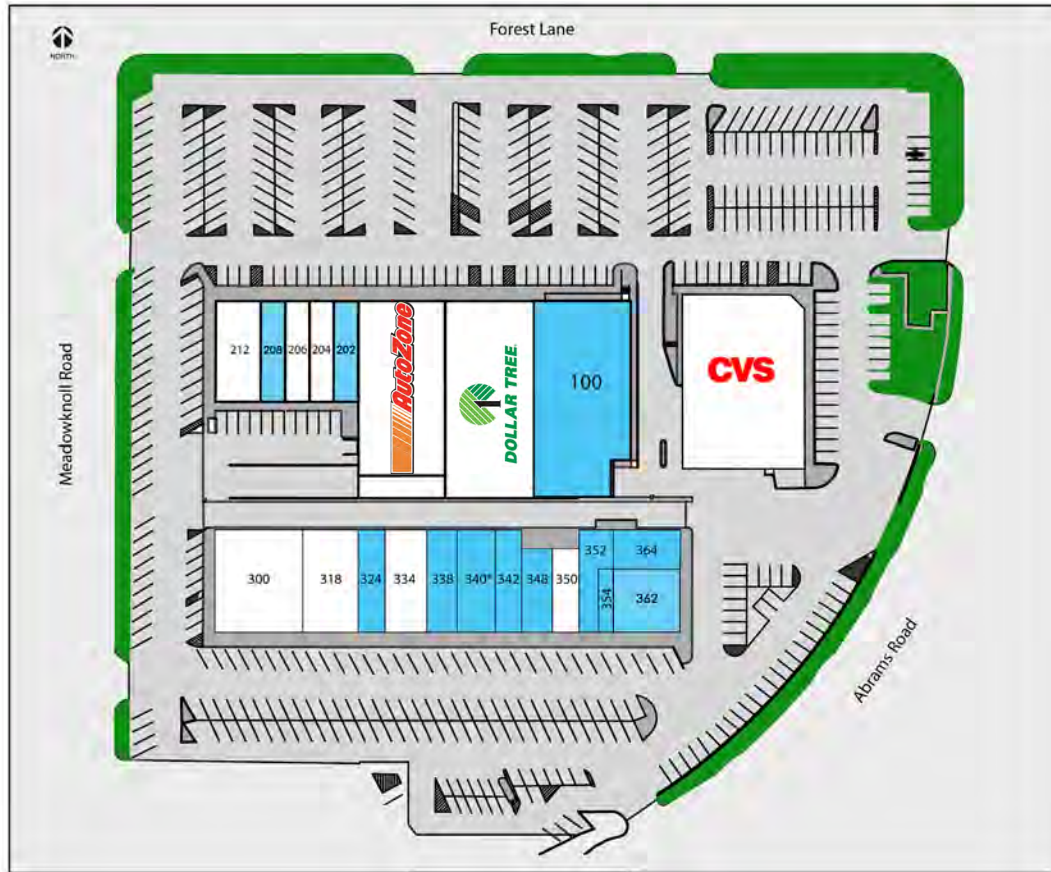 Forest Lane
NORTH
Meadowknoll Road
212
208
206
204
202
AutoZone
DOLLAR TREE
100
CVS
300
318
324
334
338
340*
342
348
350
352
354
364
362
Abrams Road